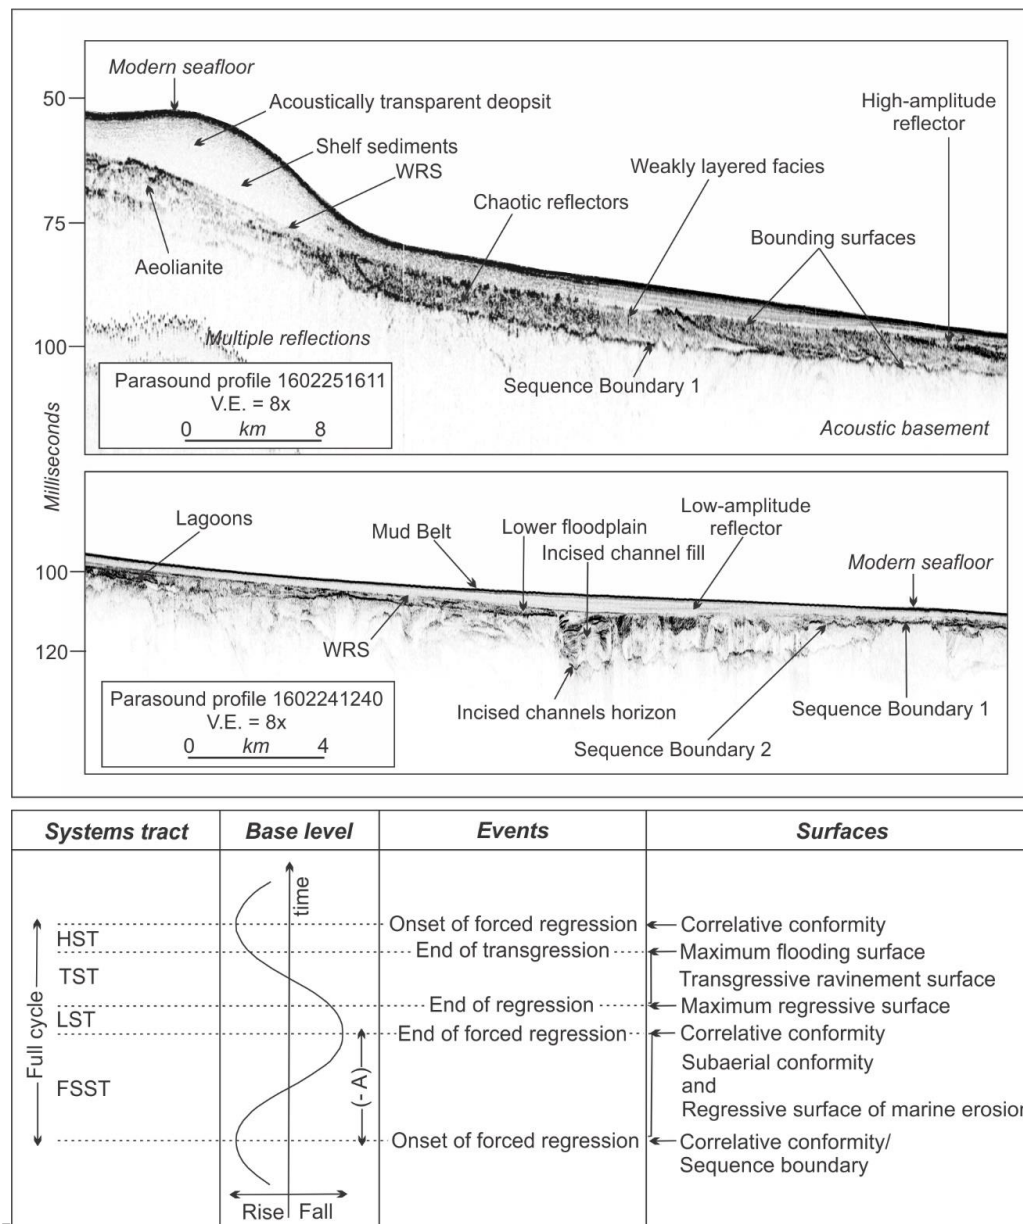 Modern seafloor
50
Acoustically transparent deopsit
High-amplitude
reflector
Shelf sediments
WRS
Weakly layered facies
Chaotic reflectors
75
Bounding surfaces
Aeolianite
Multiple reflections
100
Sequence Boundary 1
Parasound profile 1602251611
V.E. = 8x
0 km 8
Acoustic basement
Milliseconds
Lagoons
Mud Belt
Lower floodplain
Incised channel fill
Low-amplitude
reflector
Modern seafloor
100
WRS
120
Parasound profile 1602241240
V.E. = 8x
0 km 4
Incised channels horizon
Sequence Boundary 2
Sequence Boundary 1
Systems tract Base level Events Surfaces
time
Onset of forced regression Correlative conformity
HST
End of transgression Maximum flooding surface
TST
Transgressive ravinement surface
End of regression Maximum regressive surface
LST
End of forced regression Correlative conformity
Full cycle
FSST
(- A)
Subaerial conformity
and
Regressive surface of marine erosion
Onset of forced regression Correlative conformity/
Sequence boundary
Rise Fall